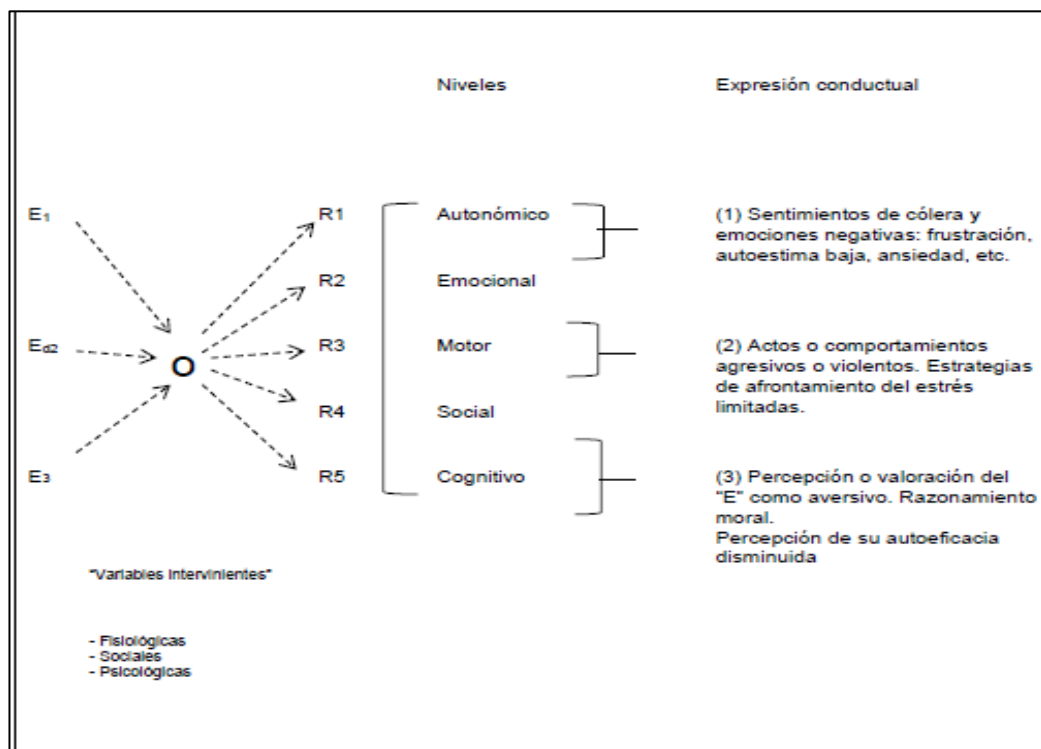 Niveles
Expresión conductual
E₁
R1
Autonómico
(1) Sentimientos de cólera y
emociones negativas: frustración,
autoestima baja, ansiedad, etc.
R2
Emocional
Ed2
O
R3
Motor
(2) Actos o comportamientos
agresivos o violentos. Estrategias
de afrontamiento del estrés
limitadas.
R4
Social
E₃
R5
Cognitivo
(3) Percepción o valoración del
"E" como aversivo. Razonamiento
moral.
Percepción de su autoeficacia
disminuida
"Variables Intervinientes"
- Fisiológicas
- Sociales
- Psicológicas